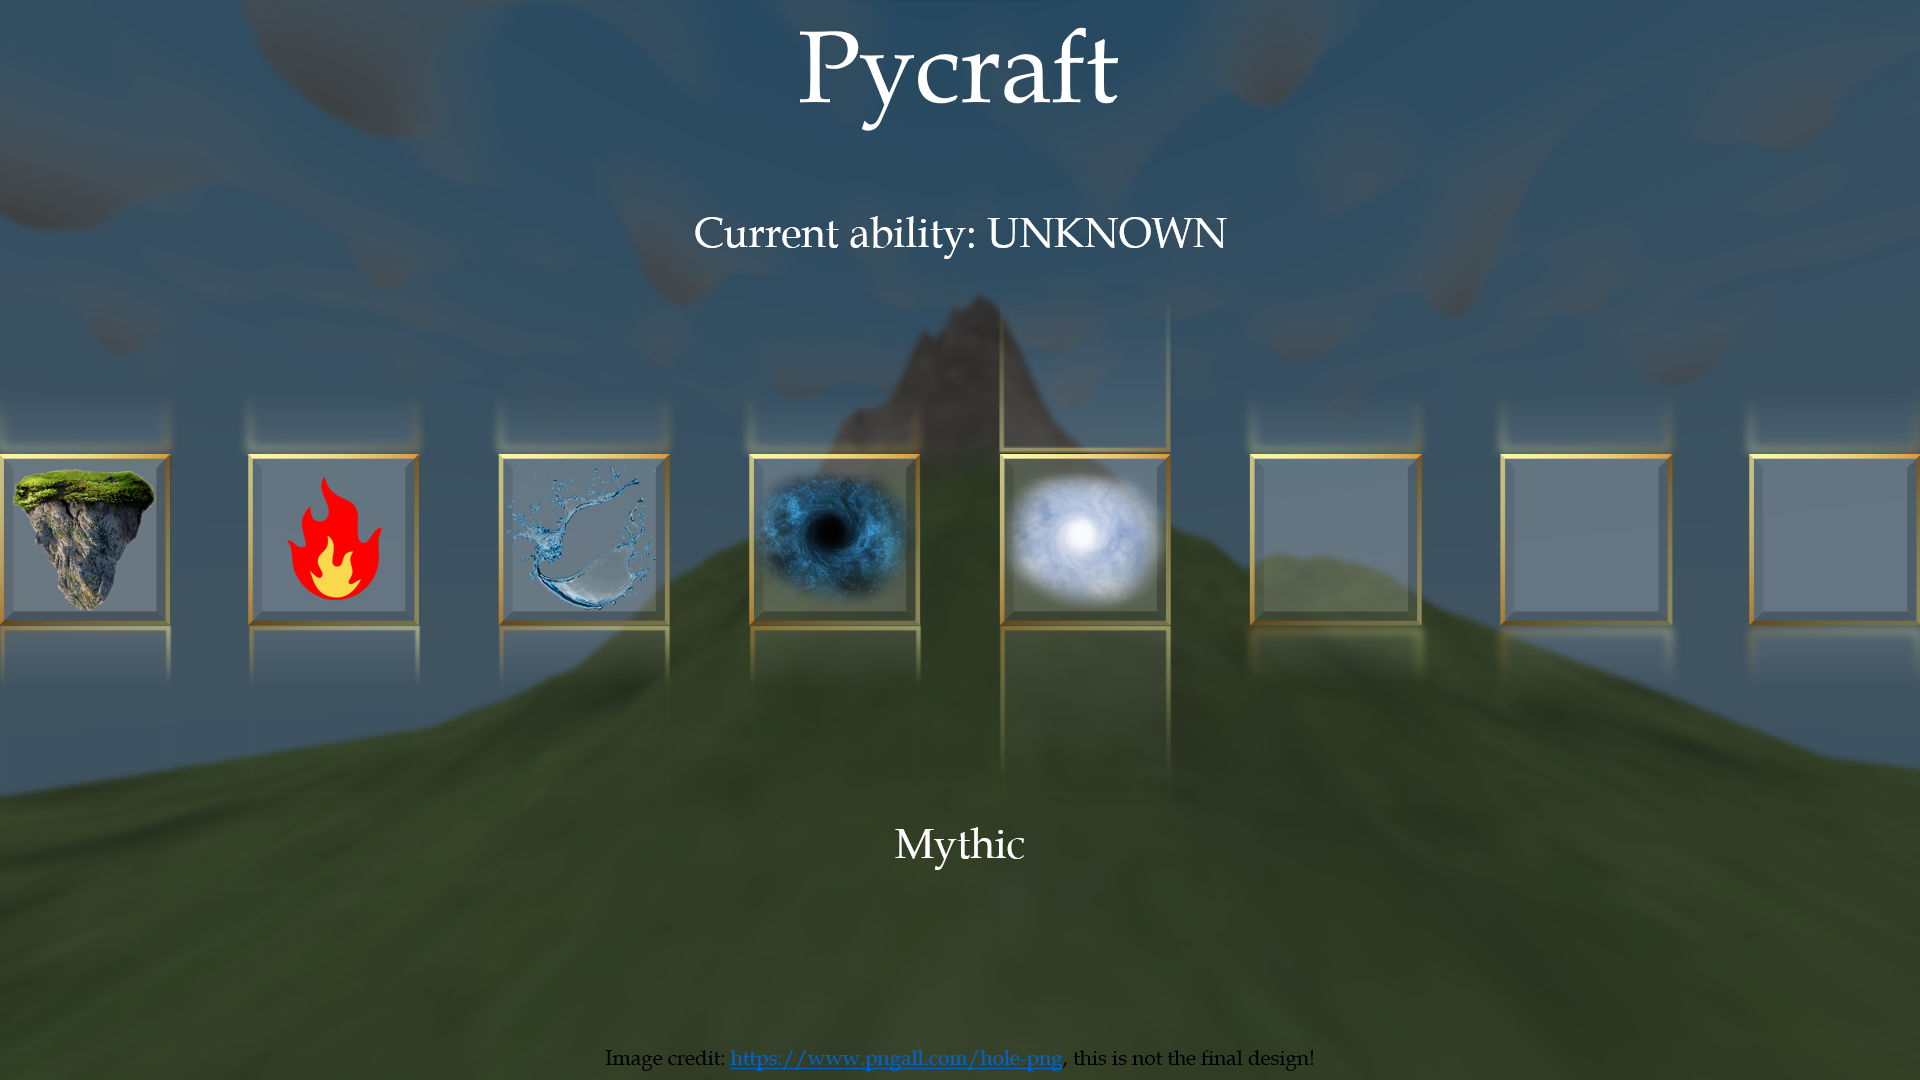 Pycraft
Current ability: UNKNOWN
Mythic
Image credit: https://www.pngall.com/hole-png, this is not the final design!